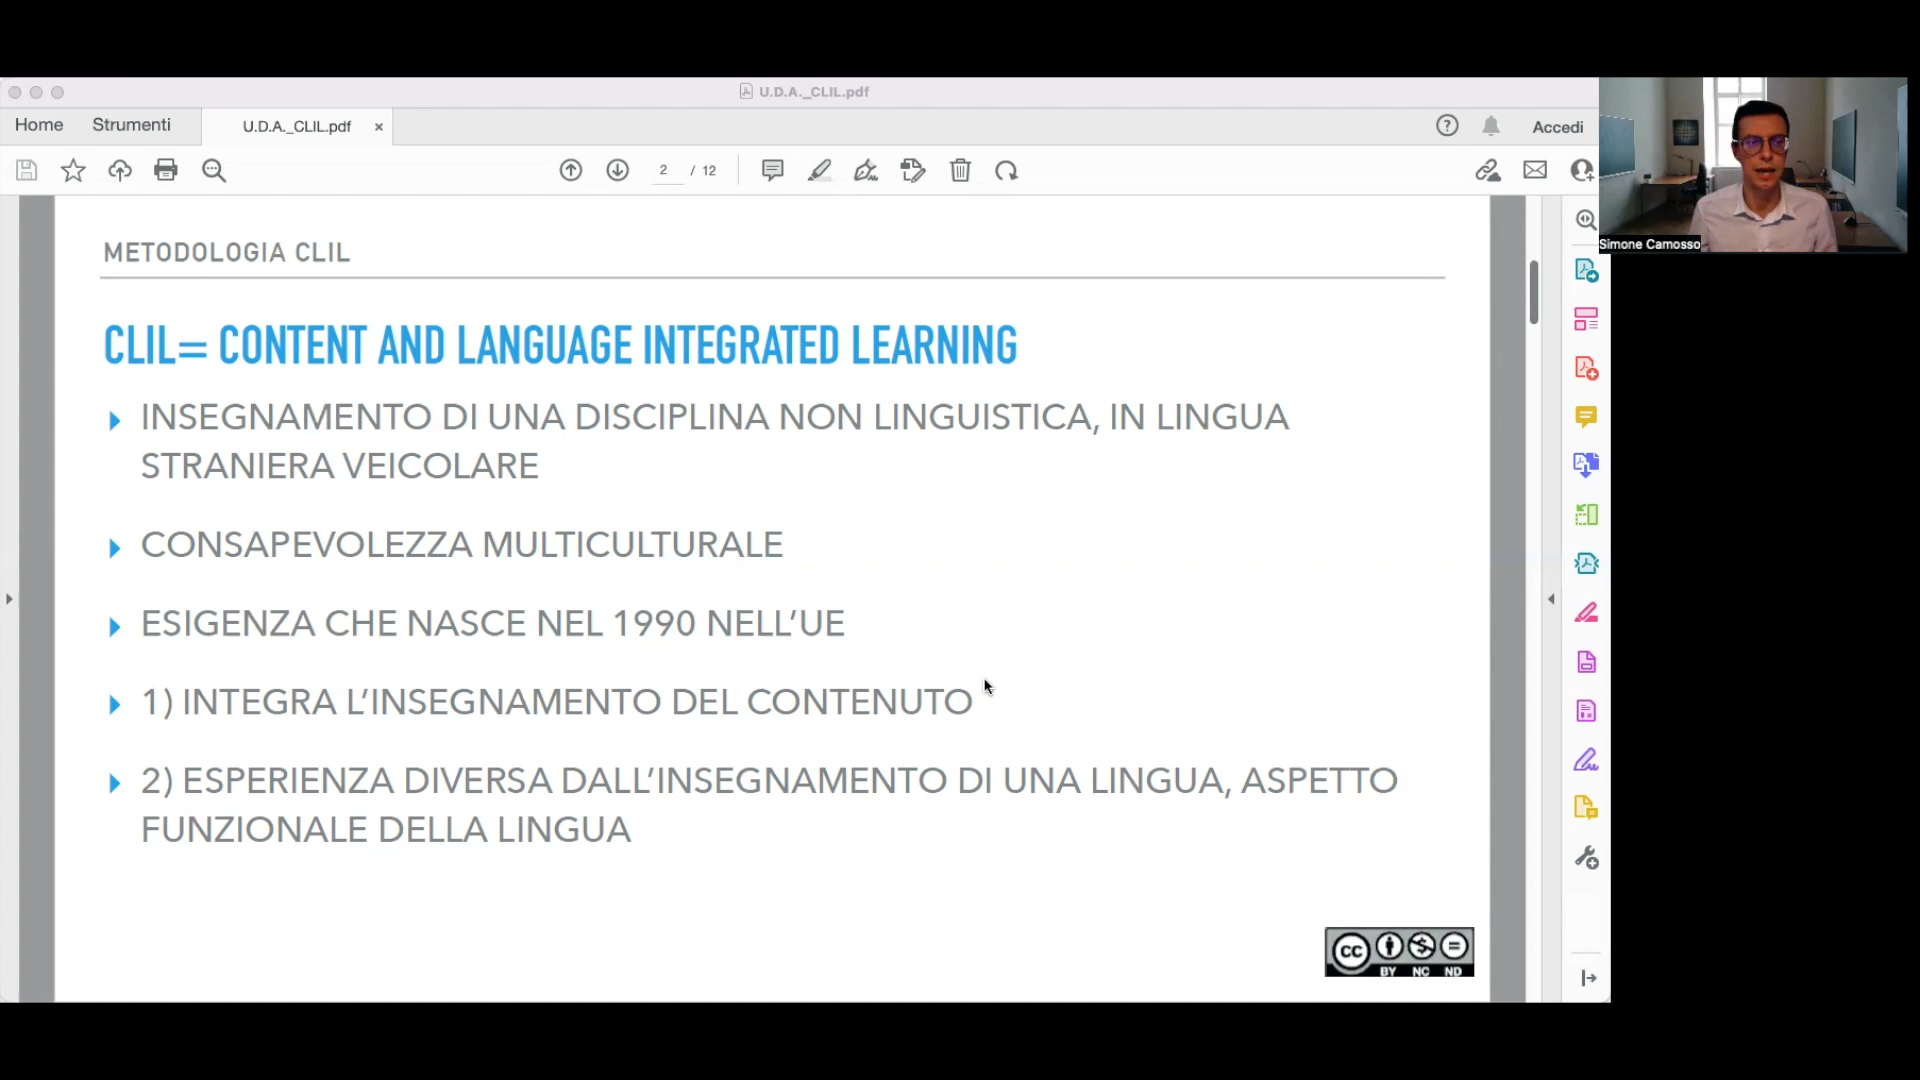 U.D.A._CLIL.pdf
Home Strumenti U.D.A._CLIL.pdf × Accedi
2 / 12
Simone Camosso
METODOLOGIA CLIL
CLIL= CONTENT AND LANGUAGE INTEGRATED LEARNING
INSEGNAMENTO DI UNA DISCIPLINA NON LINGUISTICA, IN LINGUA
STRANIERA VEICOLARE
CONSAPEVOLEZZA MULTICULTURALE
ESIGENZA CHE NASCE NEL 1990 NELL'UE
1) INTEGRA L'INSEGNAMENTO DEL CONTENUTO
2) ESPERIENZA DIVERSA DALL'INSEGNAMENTO DI UNA LINGUA, ASPETTO
FUNZIONALE DELLA LINGUA
CC
BY NC ND